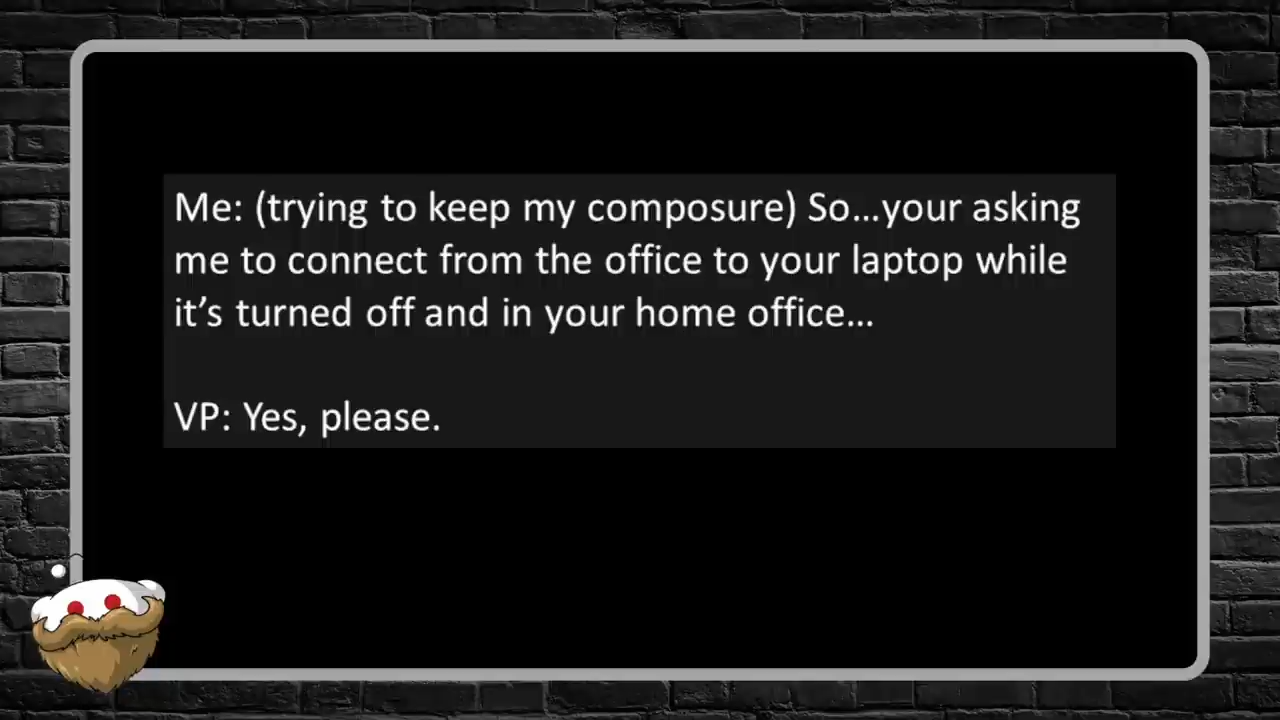 Me: (trying to keep my composure) So...your asking
me to connect from the office to your laptop while
it’s turned off and in your home office...
VP: Yes, please.